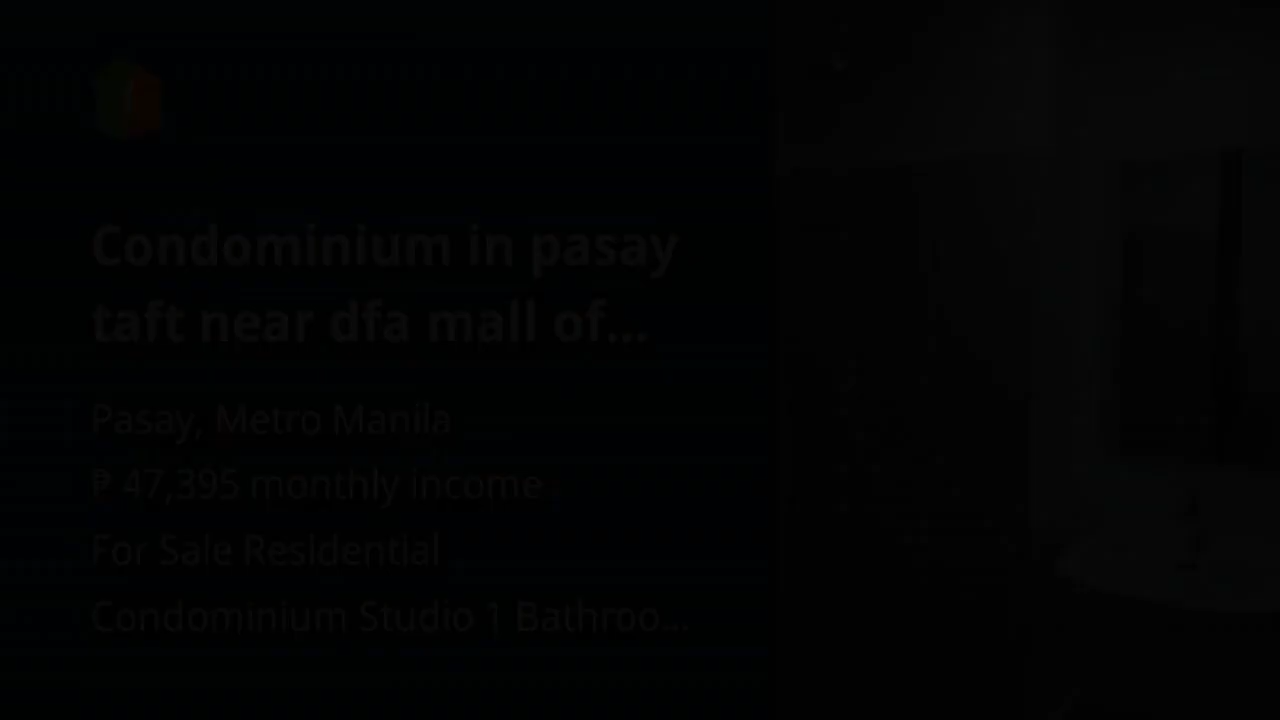 Condominium in pasay
taft near dfa mall of...
Pasay, Metro Manila
₱ 47,395 monthly income
For Sale Residential
Condominium Studio 1 Bathroo...